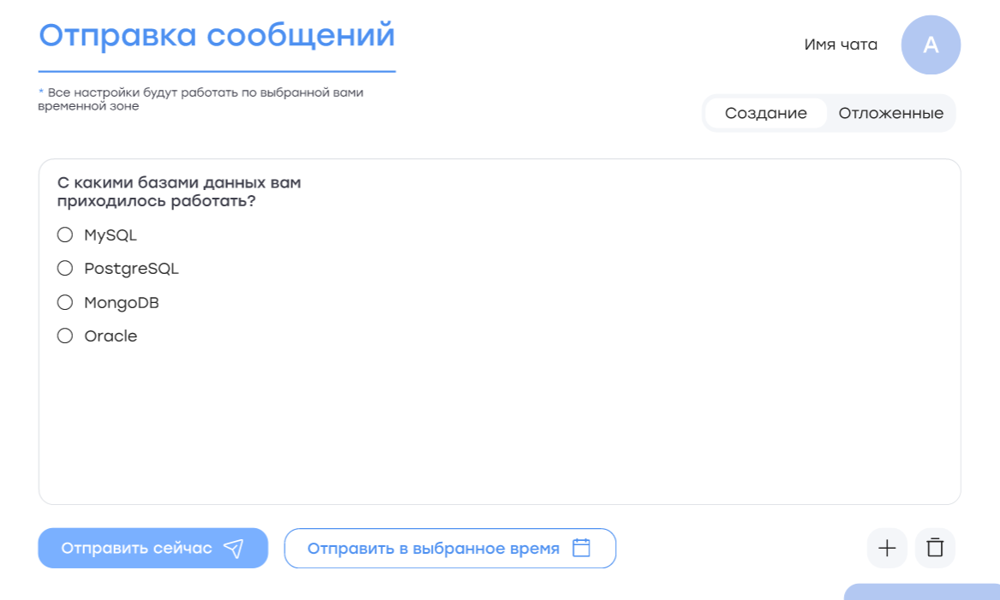 Отправка сообщений
Имя чата
A
* Все настройки будут работать по выбранной вами
временной зоне
Создание
Отложенные
С какими базами данных вам
приходилось работать?
MySQL
PostgreSQL
MongoDB
Oracle
Отправить сейчас
Отправить в выбранное время